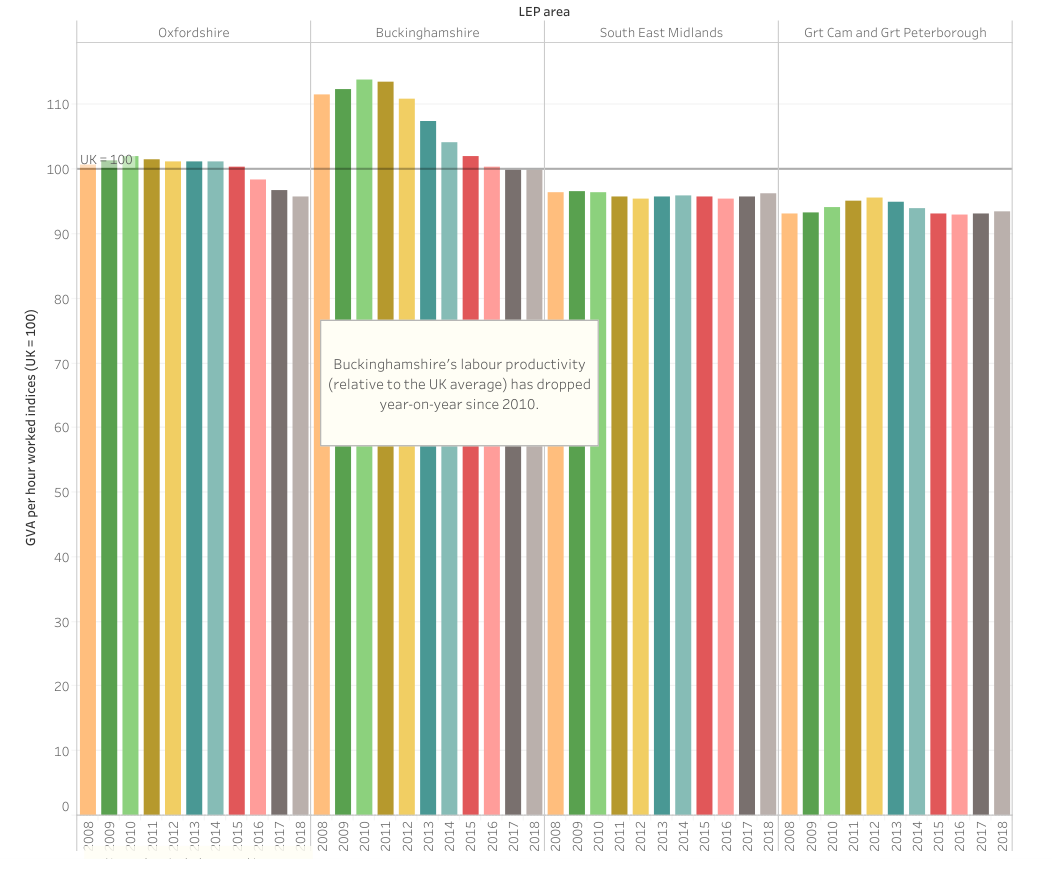 LEP area
Oxfordshire
Buckinghamshire
South East Midlands
Grt Cam and Grt Peterborough
110
UK = 100
100
90
80
70
60
50
40
30
20
10
0
GVA per hour worked indices (UK = 100)
Buckinghamshire's labour productivity
(relative to the UK average) has dropped
year-on-year since 2010.
2008 2009 2010 2011 2012 2013 2014 2015 2016 2017 2018 2008 2009 2010 2011 2012 2013 2014 2015 2016 2017 2018 2008 2009 2010 2011 2012 2013 2014 2015 2016 2017 2018 2008 2009 2010 2011 2012 2013 2014 2015 2016 2017 2018